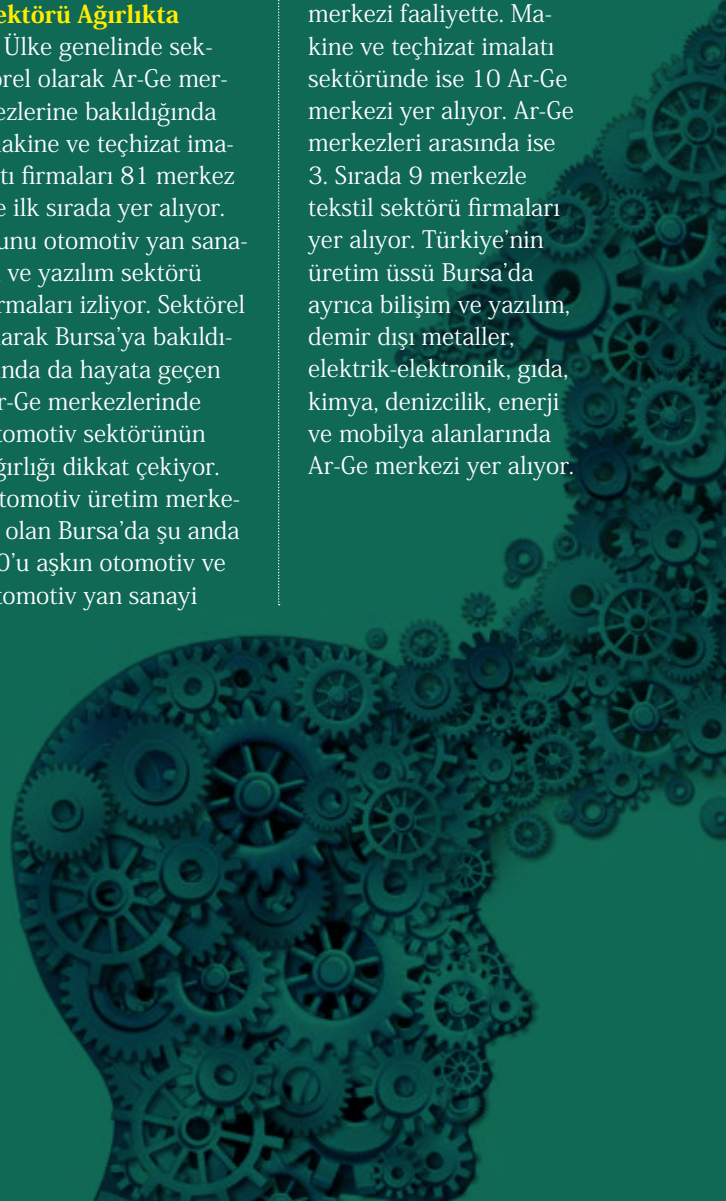 ektörü Ağırlıkta
Ülke genelinde sek-
örel olarak Ar-Ge mer-
ezlerine bakıldığında
akine ve teçhizat ima-
tı firmaları 81 merkez
e ilk sırada yer alıyor.
unu otomotiv yan sana-
ve yazılım sektörü
rmaları izliyor. Sektörel
larak Bursa’ya bakıldı-
ında da hayata geçen
r-Ge merkezlerinde
tomotiv sektörünün
ğırlığı dikkat çekiyor.
tomotiv üretim merke-
olan Bursa’da şu anda
0’u aşkın otomotiv ve
tomotiv yan sanayi
merkezi faaliyette. Ma-
kine ve teçhizat imalatı
sektöründe ise 10 Ar-Ge
merkezi yer alıyor. Ar-Ge
merkezleri arasında ise
3. Sırada 9 merkezle
tekstil sektörü firmaları
yer alıyor. Türkiye’nin
üretim üssü Bursa’da
ayrıca bilişim ve yazılım,
demir dışı metaller,
elektrik-elektronik, gıda,
kimya, denizcilik, enerji
ve mobilya alanlarında
Ar-Ge merkezi yer alıyor.